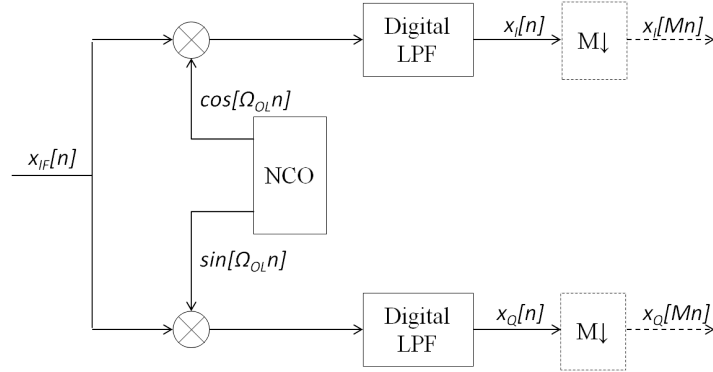 Digital
LPF
x_I[n]
M↓
x_I[Mn]
cos[Ω_OL n]
x_IF[n]
NCO
sin[Ω_OL n]
Digital
LPF
x_Q[n]
M↓
x_Q[Mn]